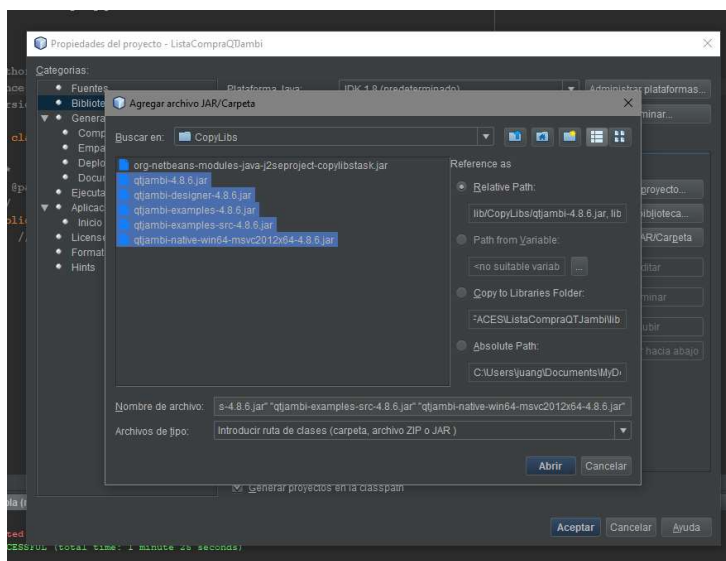 Propiedades del proyecto - ListaCompraQTJambi
Categorías:
Fuentes
Plataforma Java: JDK 1.8 (predeterminado)
Administrar plataformas...
Bibliote
Agregar archivo JAR/Carpeta
minar...
Genera
Comp
Empa
Deplo
Docur
Ejecuta
Aplicac
Inicio
License
Format
Hints
Buscar en: CopyLibs
org-netbeans-modules-java-j2seproject-copylibstask.jar
qtjambi-4.8.6.jar
qtjambi-designer-4.8.6.jar
qtjambi-examples-4.8.6.jar
qtjambi-examples-src-4.8.6.jar
qtjambi-native-win64-msvc2012x64-4.8.6.jar
Reference as
Relative Path:
lib/CopyLibs/qtjambi-4.8.6.jar, lib
Path from Variable:
<no suitable variab ...
Copy to Libraries Folder:
FACES\ListaCompraQTJambi\lib
Absolute Path:
C:\Users\juang\Documents\MyD
Nombre de archivo: s-4.8.6.jar" "qtjambi-examples-src-4.8.6.jar" "qtjambi-native-win64-msvc2012x64-4.8.6.jar"
Archivos de tipo: Introducir ruta de clases (carpeta, archivo ZIP o JAR )
Abrir Cancelar
proyecto...
iblioteca...
AR/Carpeta
ditar
minar
ubir
hacia abajo
Generar proyectos en la classpath
Aceptar Cancelar Ayuda
CESSFUL (total time: 1 minute 26 seconds)